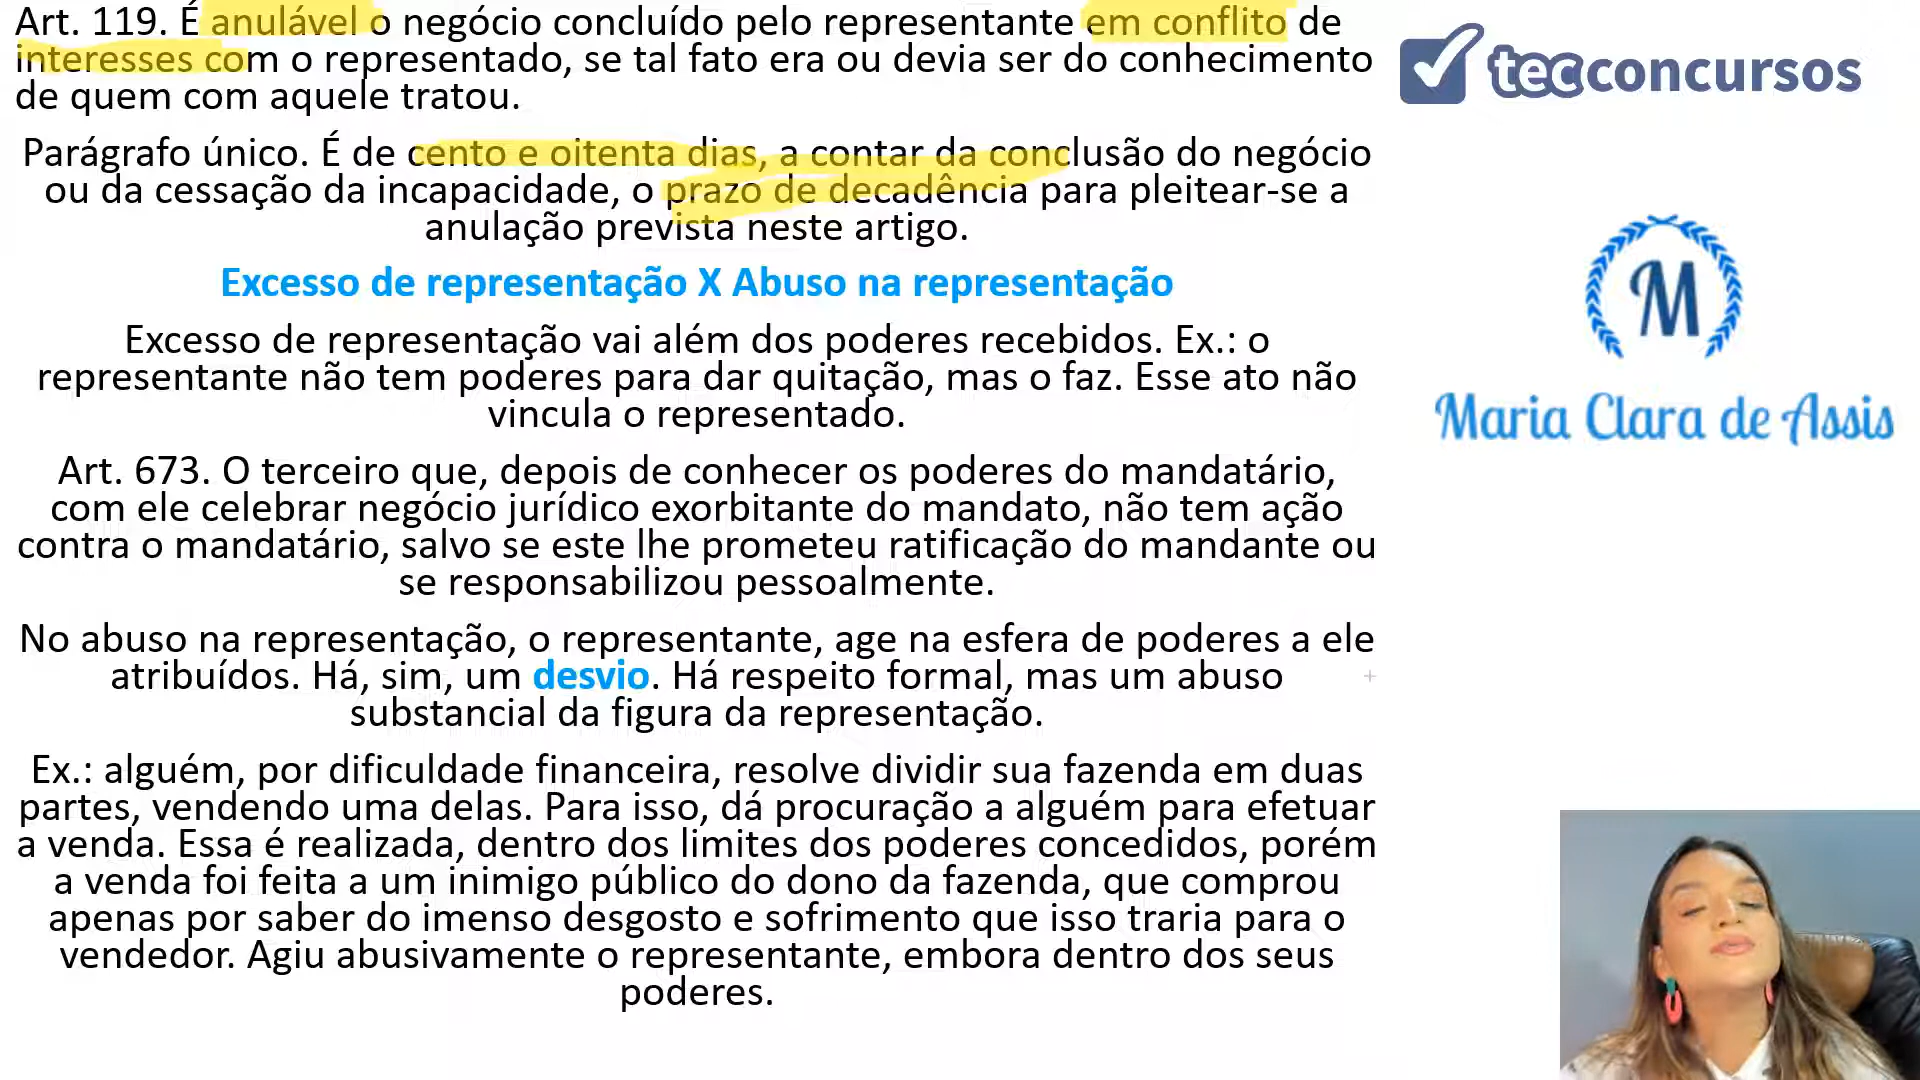 Art. 119. É anulável o negócio concluído pelo representante em conflito de
interesses com o representado, se tal fato era ou devia ser do conhecimento
de quem com aquele tratou.
Parágrafo único. É de cento e oitenta dias, a contar da conclusão do negócio
ou da cessação da incapacidade, o prazo de decadência para pleitear-se a
anulação prevista neste artigo.
Excesso de representação X Abuso na representação
Excesso de representação vai além dos poderes recebidos. Ex.: o
representante não tem poderes para dar quitação, mas o faz. Esse ato não
vincula o representado.
Art. 673. O terceiro que, depois de conhecer os poderes do mandatário,
com ele celebrar negócio jurídico exorbitante do mandato, não tem ação
contra o mandatário, salvo se este lhe prometeu ratificação do mandante ou
se responsabilizou pessoalmente.
No abuso na representação, o representante, age na esfera de poderes a ele
atribuídos. Há, sim, um desvio. Há respeito formal, mas um abuso
substancial da figura da representação.
Ex.: alguém, por dificuldade financeira, resolve dividir sua fazenda em duas
partes, vendendo uma delas. Para isso, dá procuração a alguém para efetuar
a venda. Essa é realizada, dentro dos limites dos poderes concedidos, porém
a venda foi feita a um inimigo público do dono da fazenda, que comprou
apenas por saber do imenso desgosto e sofrimento que isso traria para o
vendedor. Agiu abusivamente o representante, embora dentro dos seus
poderes.
tecconcursos
M
Maria Clara de Assis